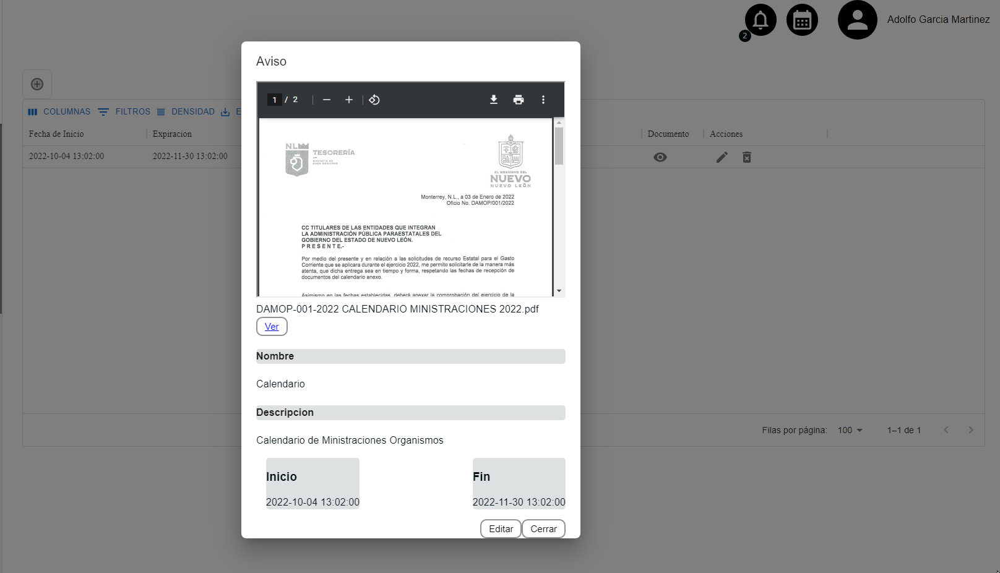 2
Adolfo Garcia Martinez
COLUMNAS FILTROS DENSIDAD E
Fecha de Inicio Expiracion Documento Acciones
2022-10-04 13:02:00 2022-11-30 13:02:00
Filas por página: 100 1–1 de 1
Aviso
1 / 2
NL
TESORERÍA
EL GOBIERNO DEL
NUEVO
NUEVO LEÓN
Monterrey, N.L., a 03 de Enero de 2022
Oficio No. DAMOP/001/2022
CC TITULARES DE LAS ENTIDADES QUE INTEGRAN
LA ADMINISTRACIÓN PÚBLICA PARAESTATALES DEL
GOBIERNO DEL ESTADO DE NUEVO LEÓN.
P R E S E N T E.-
Por medio del presente y en relación a las solicitudes de recurso Estatal para el Gasto
Corriente que se aplicara durante el ejercicio 2022, me permito solicitarle de la manera más
atenta, que dicha entrega sea en tiempo y forma, respetando las fechas de recepción de
documentos del calendario anexo.
Asimismo en las fechas establecidas, deberá anexar la comprobación del ejercicio de la
DAMOP-001-2022 CALENDARIO MINISTRACIONES 2022.pdf
Ver
Nombre
Calendario
Descripcion
Calendario de Ministraciones Organismos
Inicio Fin
2022-10-04 13:02:00 2022-11-30 13:02:00
Editar Cerrar